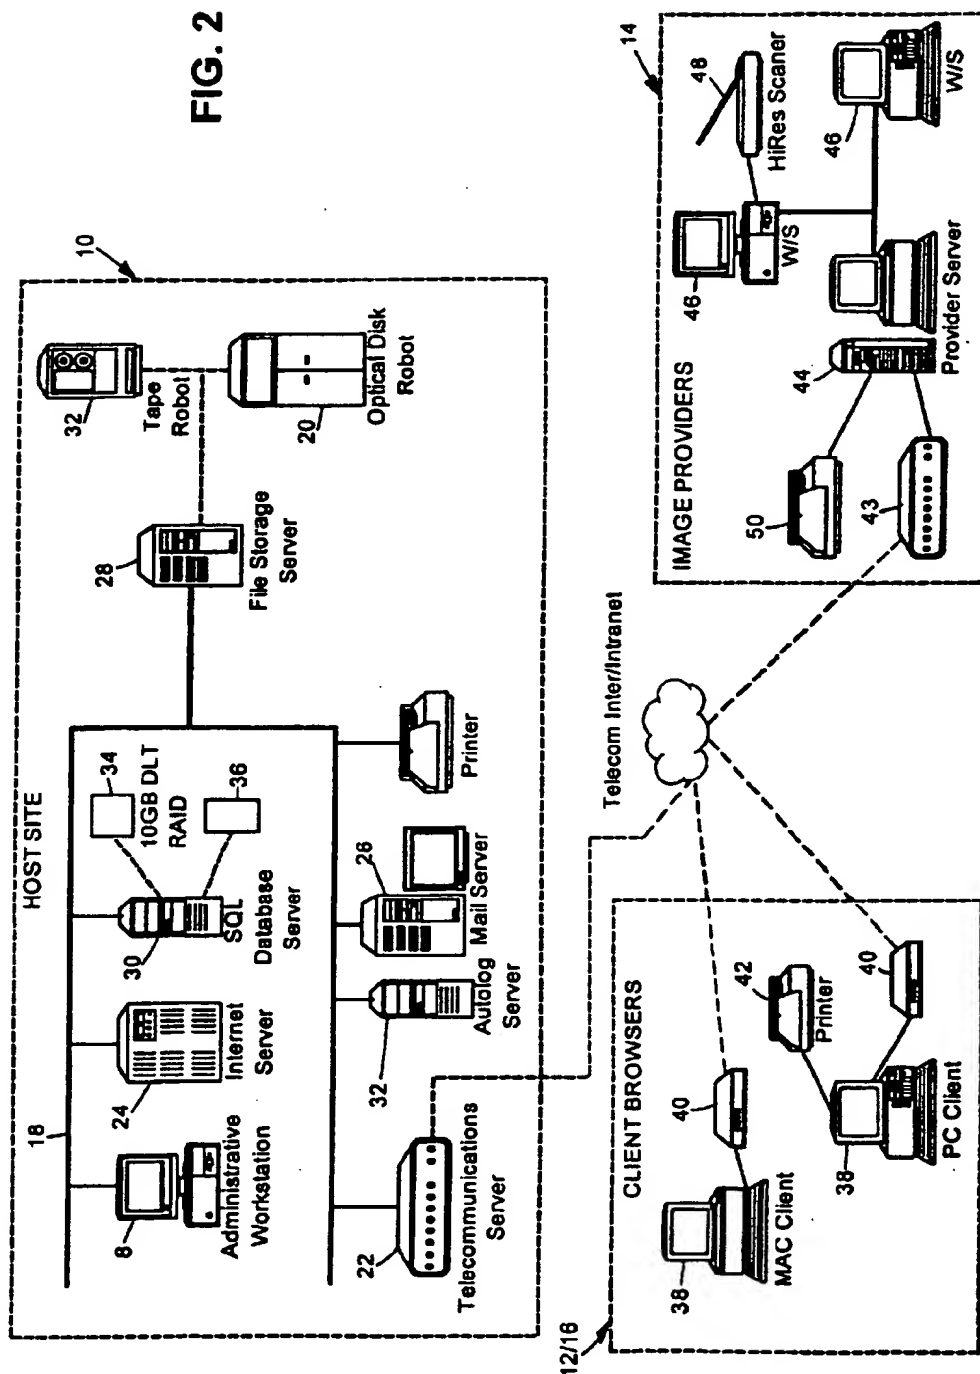 FIG. 2
HOST SITE
10
18
8
Administrative
Workstation
24
Internet
Server
30
SQL
Database
Server
34
10GB DLT
RAID
36
28
File Storage
Server
32
Tape
Robot
20
Optical Disk
Robot
22
Telecommunications
Server
32
Autolog
Server
26
Mail Server
Printer
Telecom Inter/Intranet
12/16
CLIENT BROWSERS
38
MAC Client
40
42
Printer
38
PC Client
40
14
IMAGE PROVIDERS
50
43
44
Provider Server
46
W/S
48
HiRes Scaner
46
W/S